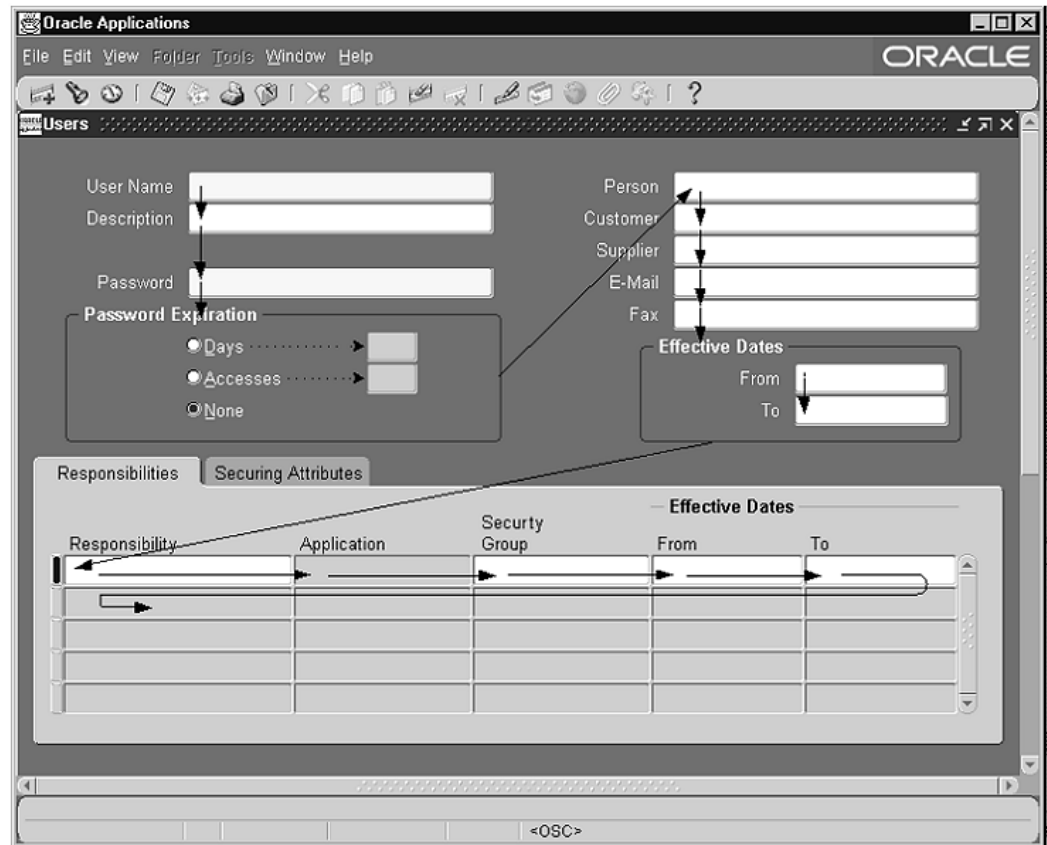 Oracle Applications
File Edit View Folder Tools Window Help
ORACLE
?
Users
User Name
Description
Password
Password Expiration
Days
Accesses
None
Person
Customer
Supplier
E-Mail
Fax
Effective Dates
From
To
Responsibilities Securing Attributes
Effective Dates
Responsibility Application Securty Group From To
<OSC>